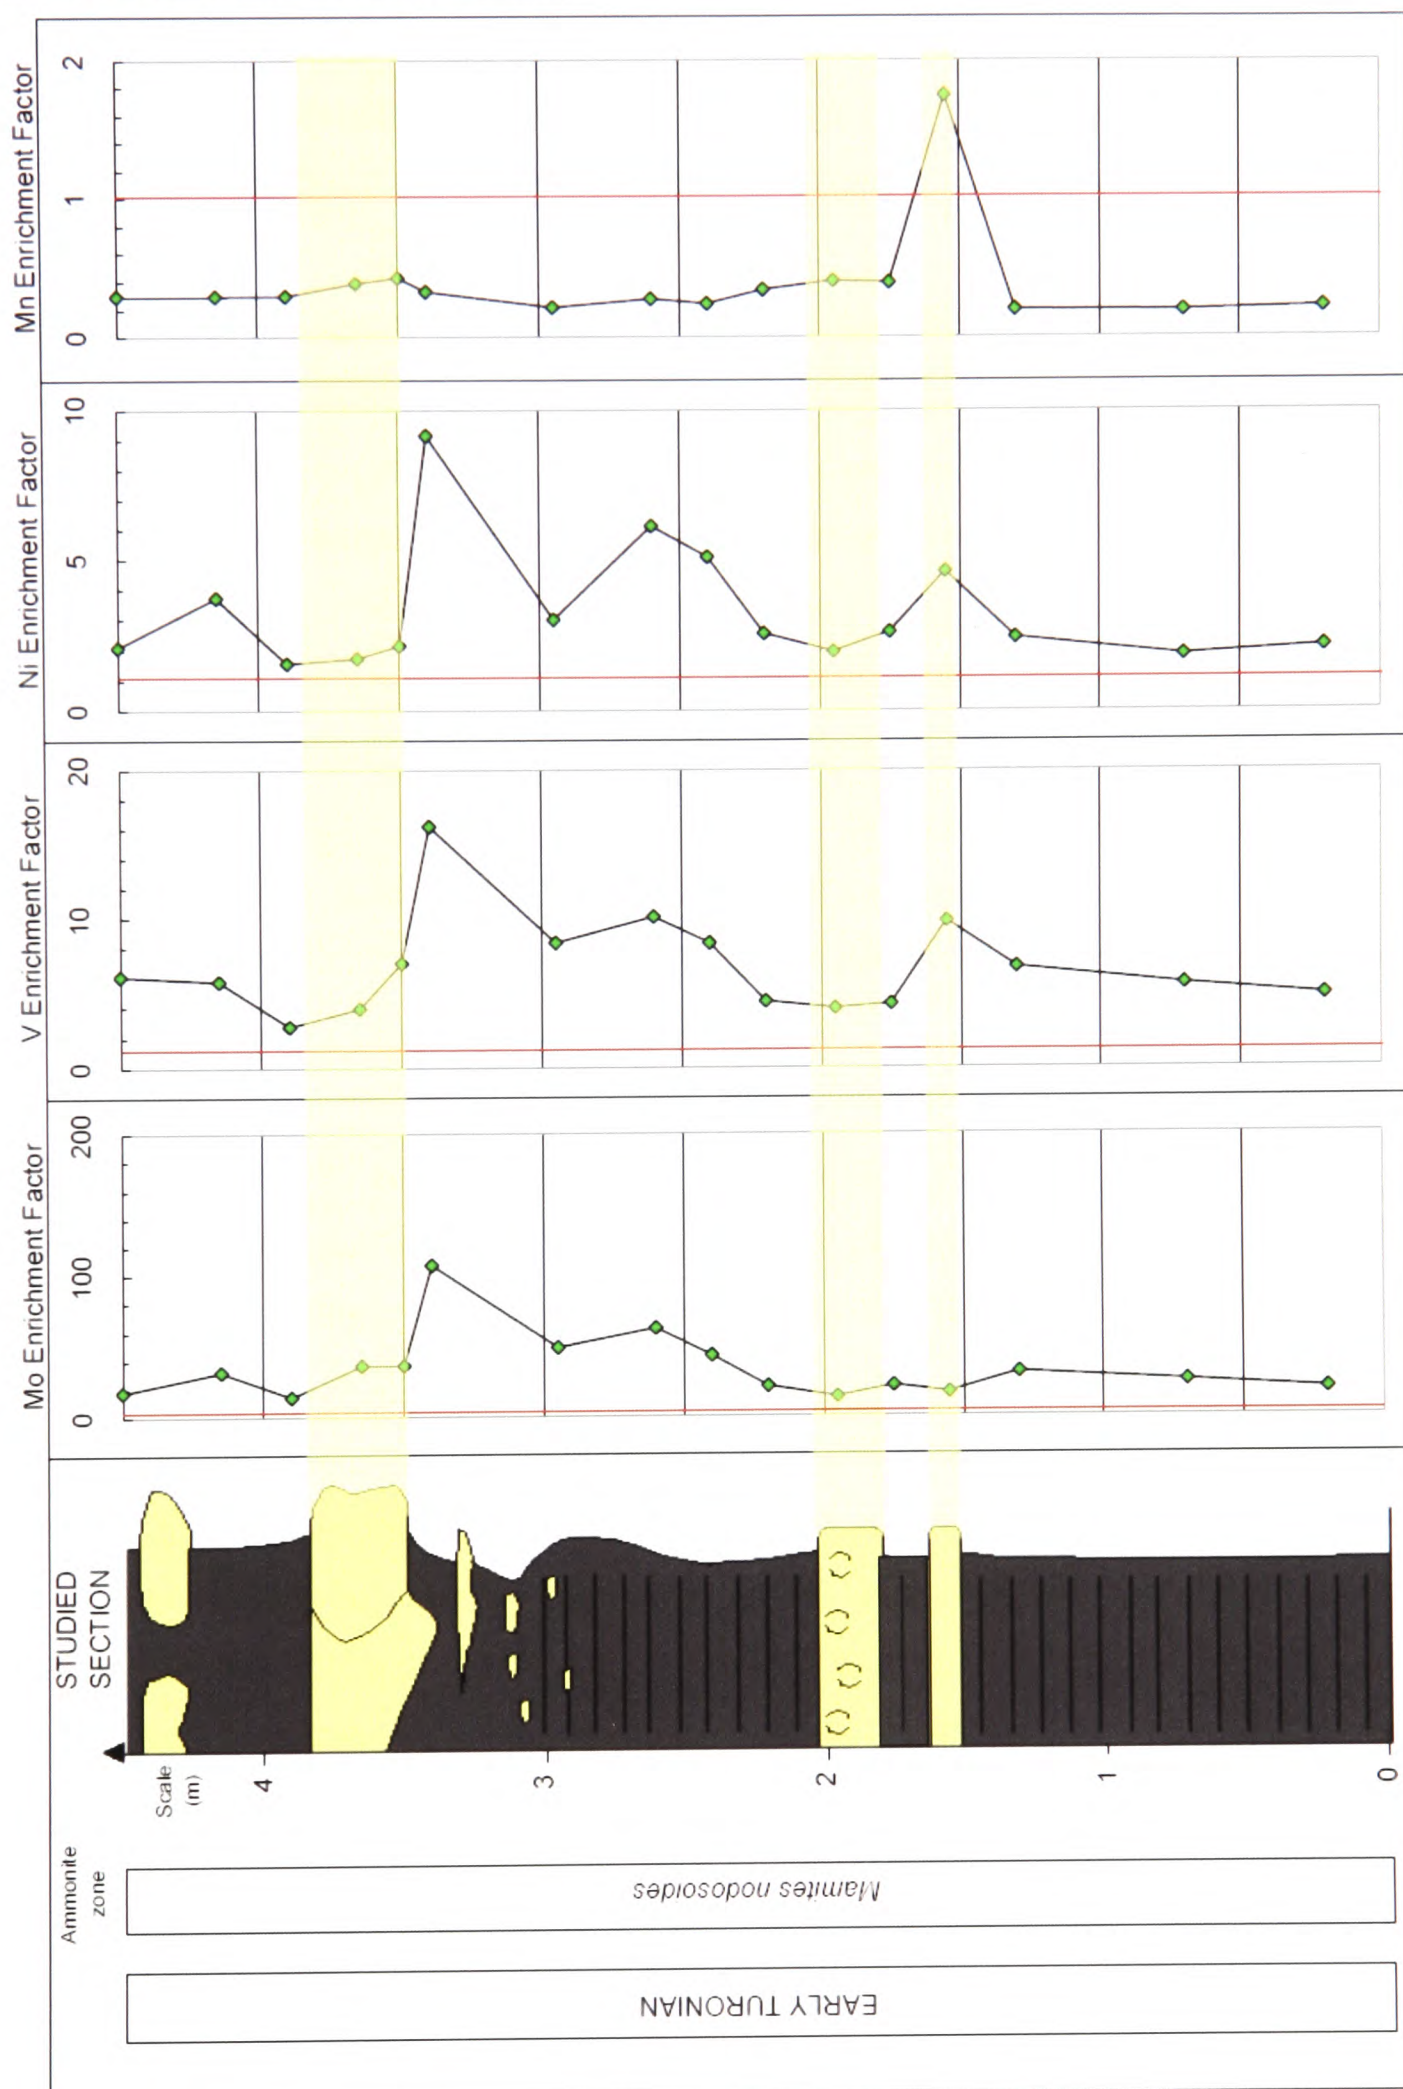 Mn Enrichment Factor
2
1
0
Ni Enrichment Factor
10
5
0
V Enrichment Factor
20
10
0
Mo Enrichment Factor
200
100
0
STUDIED
SECTION
Scale
(m)
4
3
2
1
0
Ammonite
zone
Mamites nodosoides
EARLY TURONIAN